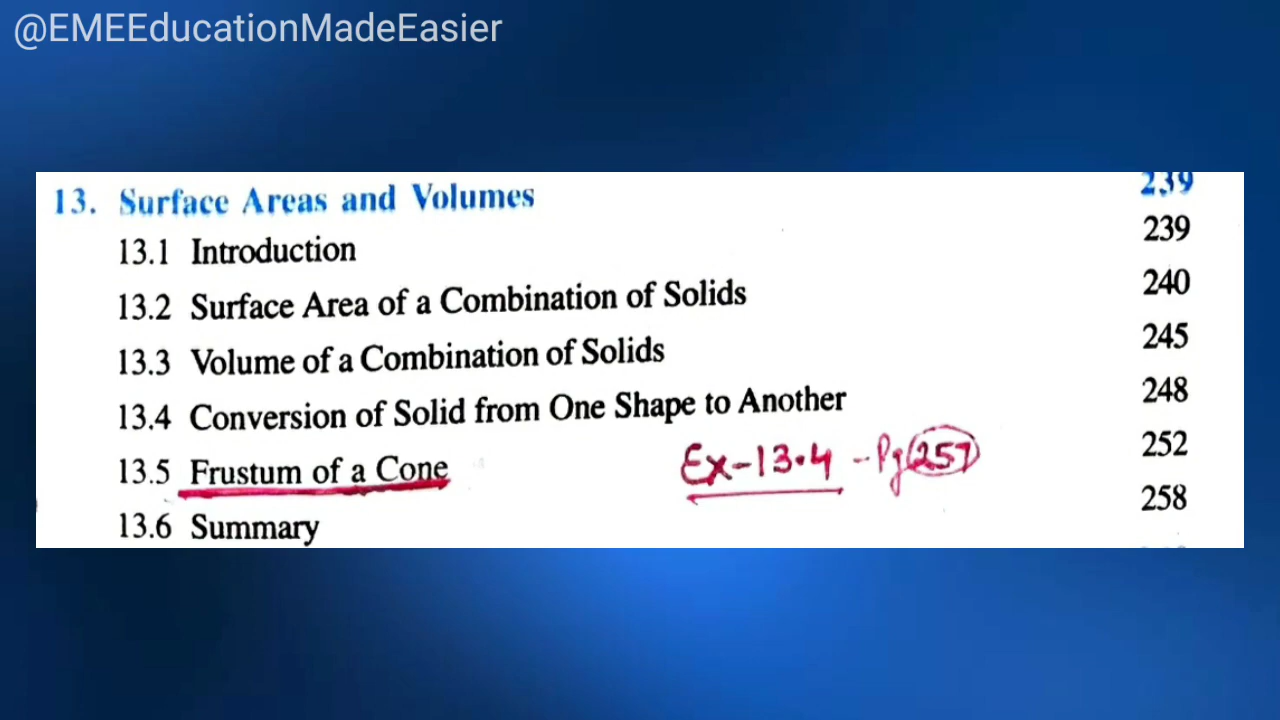 @EMEEducationMadeEasier
13. Surface Areas and Volumes 239
13.1 Introduction 239
13.2 Surface Area of a Combination of Solids 240
13.3 Volume of a Combination of Solids 245
13.4 Conversion of Solid from One Shape to Another 248
13.5 Frustum of a Cone Ex-13.4 - Pg 257 252
13.6 Summary 258